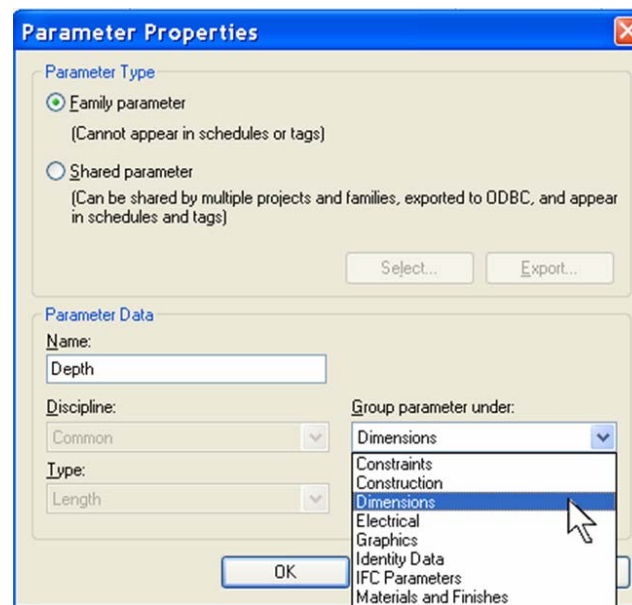 Parameter Properties
Parameter Type
Family parameter
(Cannot appear in schedules or tags)
Shared parameter
(Can be shared by multiple projects and families, exported to ODBC, and appear
in schedules and tags)
Select... Export...
Parameter Data
Name:
Depth
Discipline: Group parameter under:
Common Dimensions
Type:
Length
Constraints
Construction
Dimensions
Electrical
Graphics
Identity Data
IFC Parameters
Materials and Finishes
OK